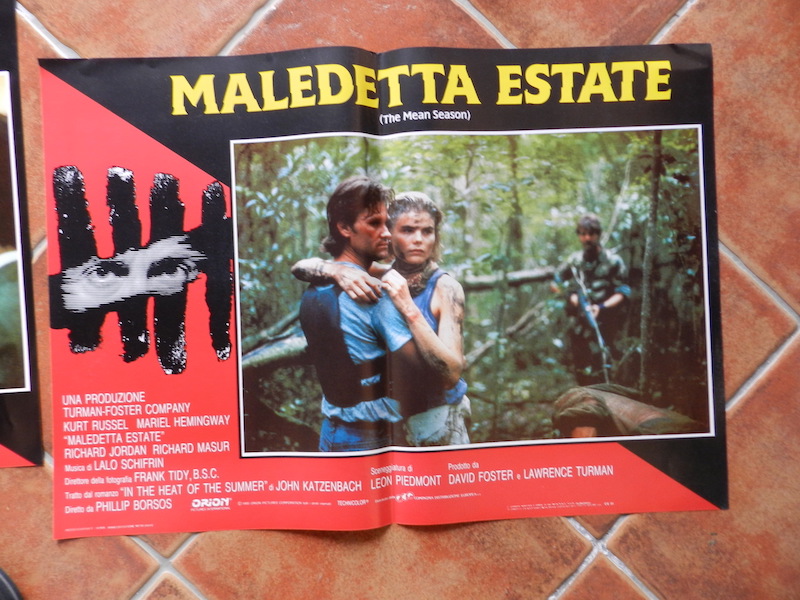 MALEDETTA ESTATE
(The Mean Season)
UNA PRODUZIONE
TURMAN-FOSTER COMPANY
KURT RUSSEL MARIEL HEMINGWAY
"MALEDETTA ESTATE"
RICHARD JORDAN RICHARD MASUR
Musica di LALO SCHIFRIN
Direttore della fotografia FRANK TIDY, B.S.C.
Tratto dal romanzo "IN THE HEAT OF THE SUMMER" di JOHN KATZENBACH
Diretto da PHILLIP BORSOS
ORION
PICTURES INTERNATIONAL
TECHNICOLOR
Sceneggiatura di
LEON PIEDMONT
Prodotto da
DAVID FOSTER e LAWRENCE TURMAN